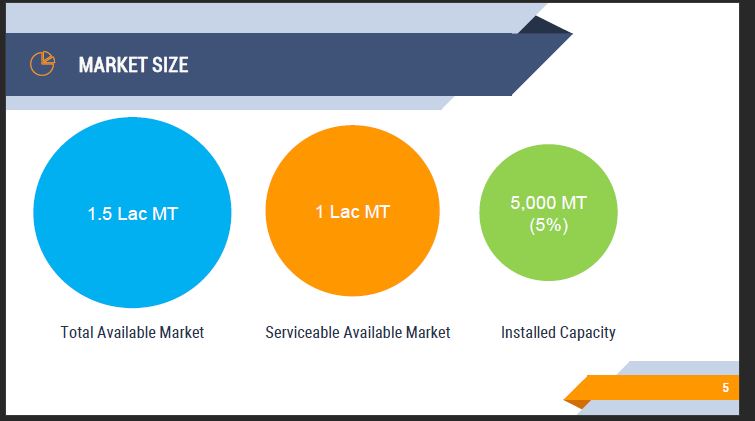 MARKET SIZE
1.5 Lac MT
1 Lac MT
5,000 MT
(5%)
Total Available Market
Serviceable Available Market
Installed Capacity
5